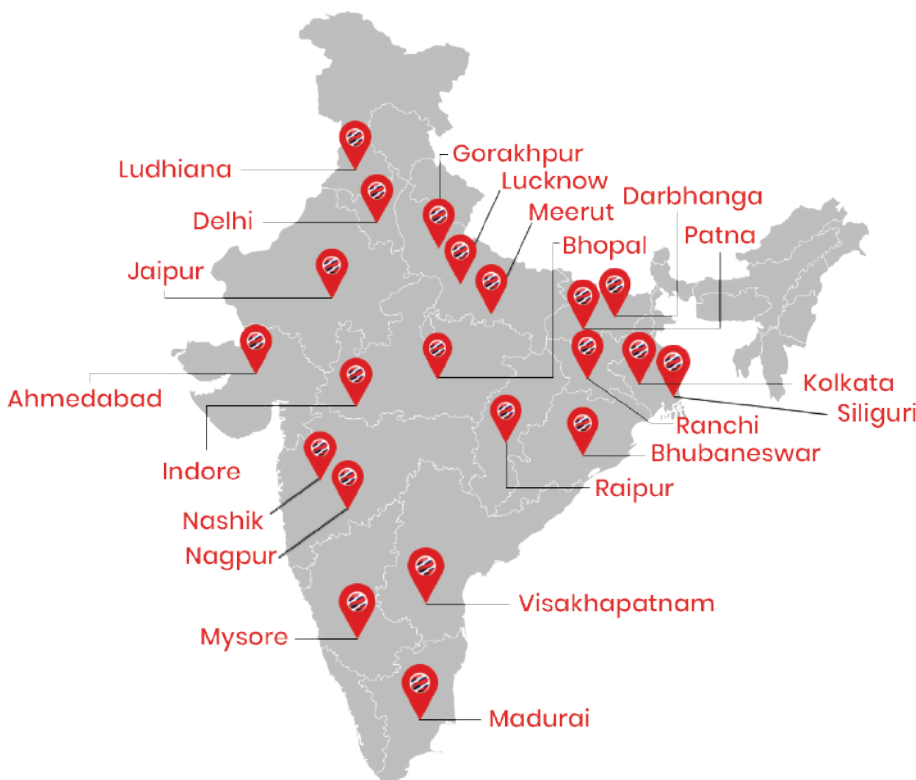 Gorakhpur
Ludhiana
Lucknow
Darbhanga
Meerut
Delhi
Patna
Bhopal
Jaipur
Kolkata
Ahmedabad
Siliguri
Ranchi
Bhubaneswar
Indore
Raipur
Nashik
Nagpur
Visakhapatnam
Mysore
Madurai